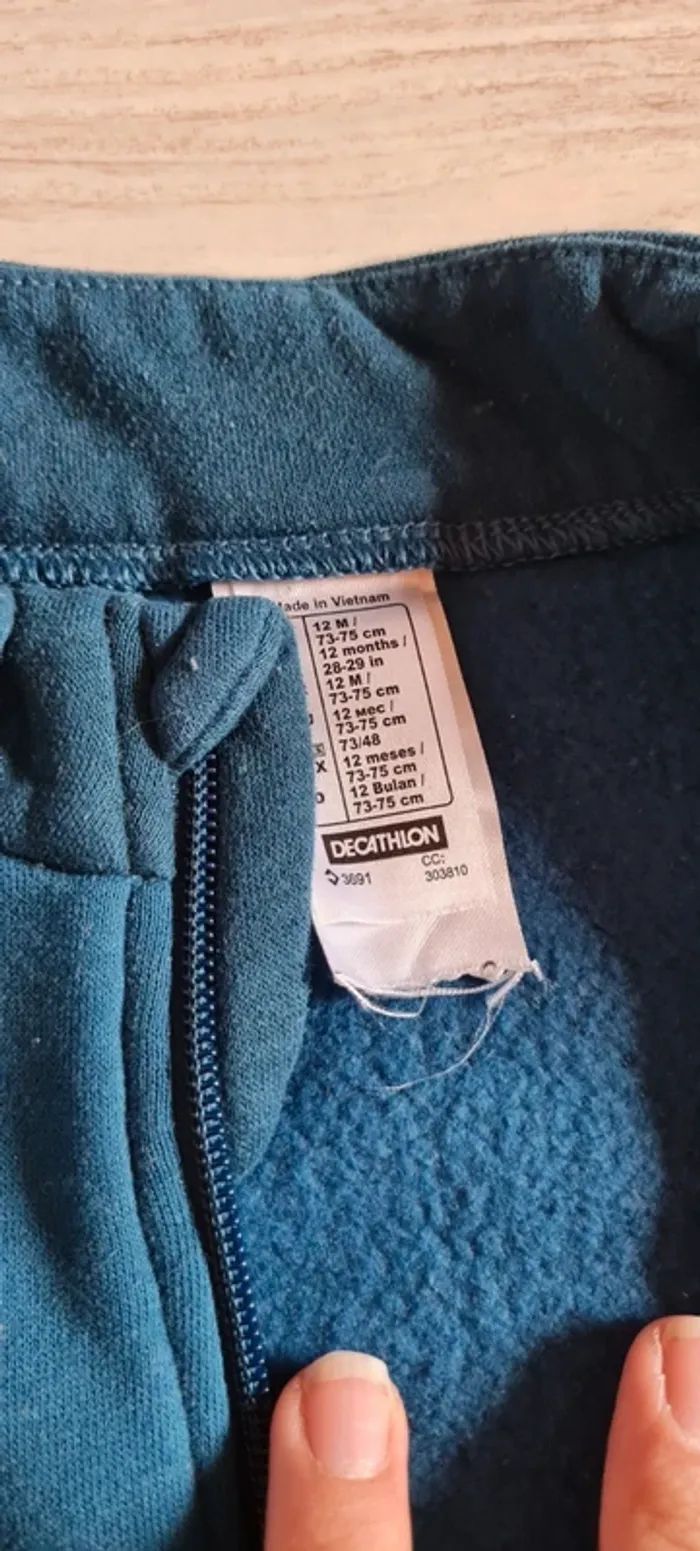 ade in Vietnam
12 M /
73-75 cm
12 months /
28-29 in
12 M /
73-75 cm
12 мес /
73-75 cm
73/48
X 12 meses /
73-75 cm
12 Bulan /
73-75 cm
DECATHLON
3691
CC:
303810